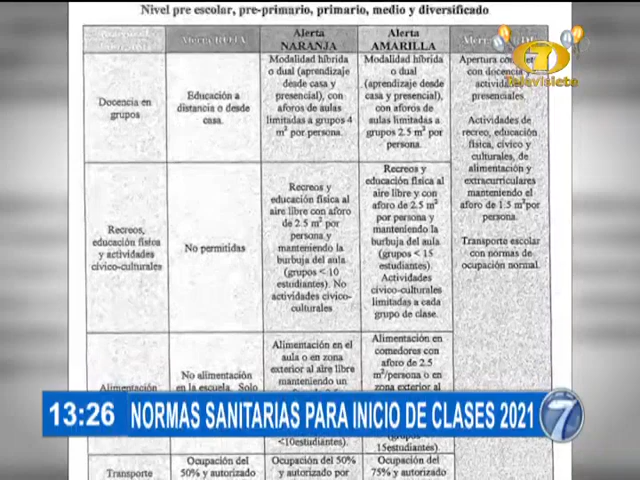 Nivel pre escolar, pre-primario, primario, medio y diversificado
Alerta ROJA
Alerta
NARANJA
Alerta
AMARILLA
Alerta
Docencia en
grupos
Educación a
distancia o desde
casa.
Modalidad híbrida
o dual (aprendizaje
desde casa y
presencial), con
aforos de aulas
limitadas a grupos 4
m² por persona.
Modalidad híbrida
o dual
(aprendizaje desde
casa y presencial),
con aforos de
aulas limitadas a
grupos 2.5 m² por
persona.
Apertura
con docencia y
actividades
presenciales.
Actividades de
recreo, educación
física, cívico y
culturales, de
alimentación y
extracurriculares
manteniendo el
aforo de 1.5 m²por
persona.
Transporte escolar
con normas de
ocupación normal.
Recreos,
educación física
y actividades
cívico-culturales
No permitidas
Recreos y
educación física al
aire libre con aforo
de 2.5 m² por
persona y
manteniendo la
burbuja del aula
(grupos < 10
estudiantes). No
actividades cívico-
culturales
Recreos y
educación física al
aire libre y con
aforo de 2.5 m²
por persona y
manteniendo la
burbuja del aula
(grupos < 15
estudiantes).
Actividades
cívico-culturales
limitadas a cada
grupo de clase.
Alimentación
No alimentación
en la escuela. Solo
Alimentación en el
aula o en zona
exterior al aire libre
manteniendo un
<10estudiantes).
Alimentación en
comedores con
aforo de 2.5
m²/persona o en
zona exterior al
(grupos
15estudiantes).
Transporte
Ocupación del
50% y autorizado
Ocupación del 50%
y autorizado por
Ocupación del
75% y autorizado
7
Televisiete
13:26
NORMAS SANITARIAS PARA INICIO DE CLASES 2021
7